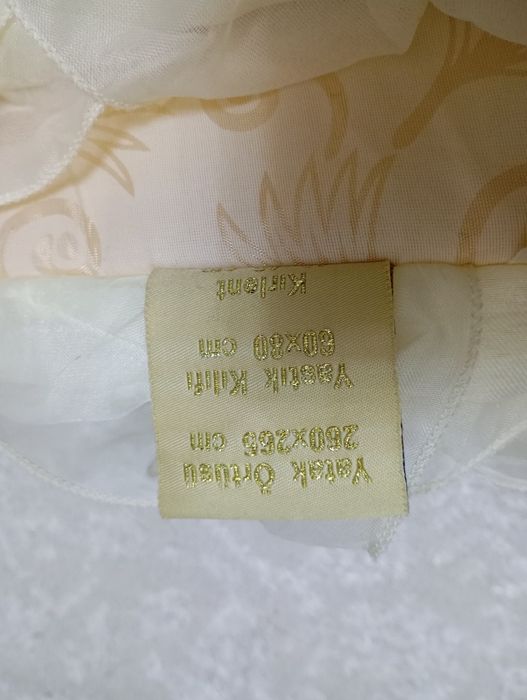 Yatak Örtüsü
260x265 cm
Yastık Kılıfı
60x80 cm
Kırlent